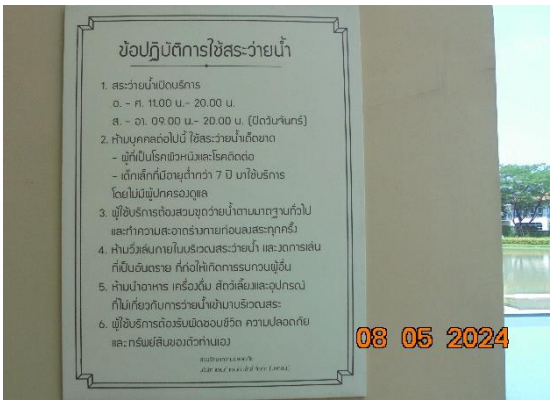 ข้อปฏิบัติการใช้สระว่ายน้ำ
1. สระว่ายน้ำเปิดบริการ
อ. - ศ. 11.00 น.- 20.00 น.
ส. - อา. 09.00 น.- 20.00 น. (ปิดวันจันทร์)
2. ห้ามบุคคลต่อไปนี้ ใช้สระว่ายน้ำเด็ดขาด
- ผู้ที่เป็นโรคผิวหนังและโรคติดต่อ
- เด็กเล็กที่มีอายุต่ำกว่า 7 ปี มาใช้บริการ
โดยไม่มีผู้ปกครองดูแล
3. ผู้ใช้บริการต้องสวมชุดว่ายน้ำตามมาตฐานทั่วไป
และทำความสะอาดร่างกายก่อนลงสระทุกครั้ง
4. ห้ามวิ่งเล่นภายในบริเวณสระว่ายน้ำ และงดการเล่น
ที่เป็นอันตราย ที่ก่อให้เกิดการรบกวนผู้อื่น
5. ห้ามนำอาหาร เครื่องดื่ม สัตว์เลี้ยงและอุปกรณ์
ที่ไม่เกี่ยวกับการว่ายน้ำเข้ามาบริเวณสระ
6. ผู้ใช้บริการต้องรับผิดชอบชีวิต ความปลอดภัย
และทรัพย์สินของตัวท่านเอง
08 05 2024